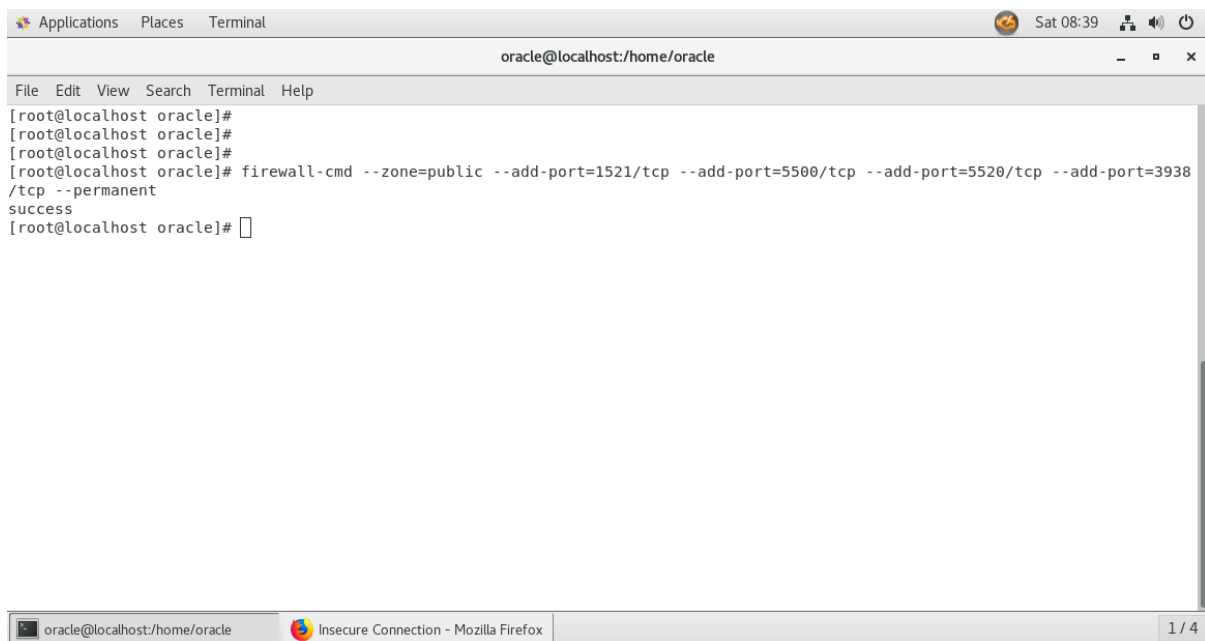 Applications Places Terminal Sat 08:39
oracle@localhost:/home/oracle
File Edit View Search Terminal Help
[root@localhost oracle]#
[root@localhost oracle]#
[root@localhost oracle]#
[root@localhost oracle]# firewall-cmd --zone=public --add-port=1521/tcp --add-port=5500/tcp --add-port=5520/tcp --add-port=3938
/tcp --permanent
success
[root@localhost oracle]#
oracle@localhost:/home/oracle Insecure Connection - Mozilla Firefox 1 / 4